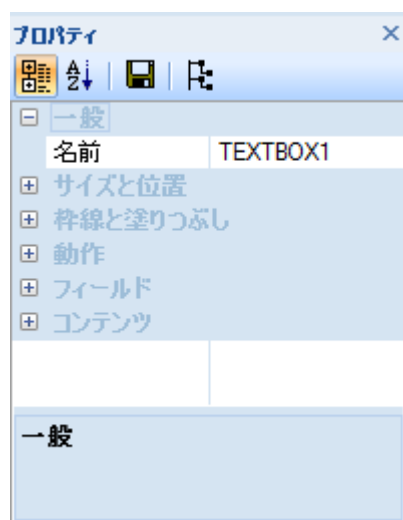 プロパティ
一般
名前 TEXTBOX1
サイズと位置
枠線と塗りつぶし
動作
フィールド
コンテンツ
一般